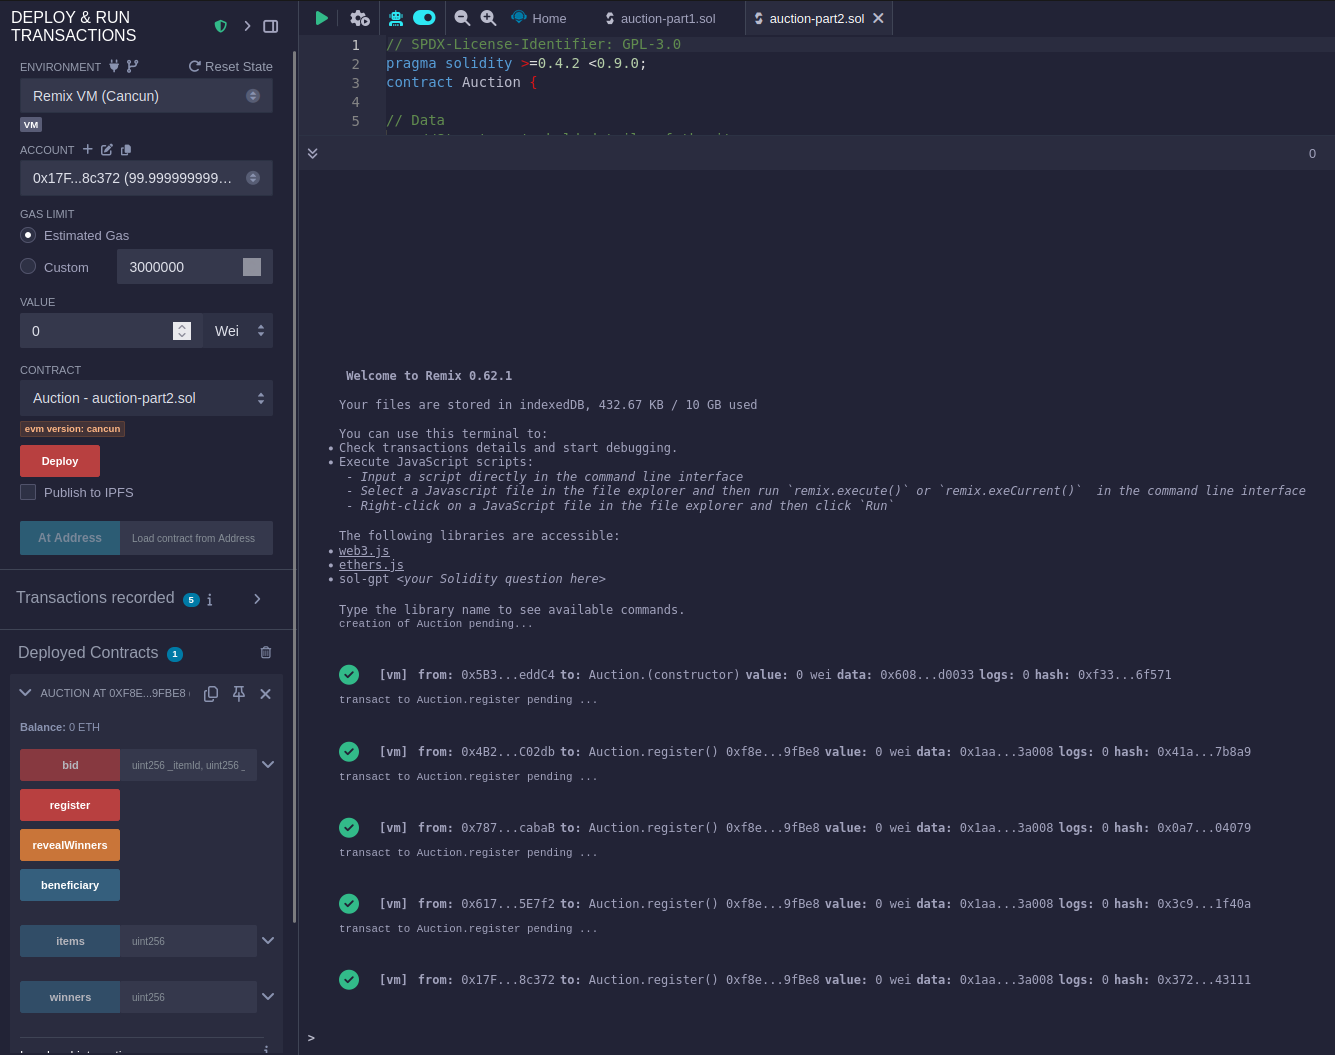 DEPLOY & RUN
TRANSACTIONS
ENVIRONMENT
Reset State
Remix VM (Cancun)
VM
ACCOUNT
0x17F...8c372 (99.999999999...
GAS LIMIT
Estimated Gas
Custom
3000000
VALUE
0
Wei
CONTRACT
Auction - auction-part2.sol
evm version: cancun
Deploy
Publish to IPFS
At Address
Load contract from Address
Transactions recorded 5 i
Deployed Contracts 1
AUCTION AT 0XF8E...9FBE8
Balance: 0 ETH
bid
uint256 _itemId, uint256 _
register
revealWinners
beneficiary
items
uint256
winners
uint256
Home
auction-part1.sol
auction-part2.sol
1 // SPDX-License-Identifier: GPL-3.0
2 pragma solidity >=0.4.2 <0.9.0;
3 contract Auction {
4
5 // Data
0
Welcome to Remix 0.62.1
Your files are stored in indexedDB, 432.67 KB / 10 GB used
You can use this terminal to:
• Check transactions details and start debugging.
• Execute JavaScript scripts:
- Input a script directly in the command line interface
- Select a Javascript file in the file explorer and then run `remix.execute()` or `remix.exeCurrent()` in the command line interface
- Right-click on a JavaScript file in the file explorer and then click `Run`
The following libraries are accessible:
• web3.js
• ethers.js
• sol-gpt <your Solidity question here>
Type the library name to see available commands.
creation of Auction pending...
[vm] from: 0x5B3...eddC4 to: Auction.(constructor) value: 0 wei data: 0x608...d0033 logs: 0 hash: 0xf33...6f571
transact to Auction.register pending ...
[vm] from: 0x4B2...C02db to: Auction.register() 0xf8e...9fBe8 value: 0 wei data: 0x1aa...3a008 logs: 0 hash: 0x41a...7b8a9
transact to Auction.register pending ...
[vm] from: 0x787...cabaB to: Auction.register() 0xf8e...9fBe8 value: 0 wei data: 0x1aa...3a008 logs: 0 hash: 0x0a7...04079
transact to Auction.register pending ...
[vm] from: 0x617...5E7f2 to: Auction.register() 0xf8e...9fBe8 value: 0 wei data: 0x1aa...3a008 logs: 0 hash: 0x3c9...1f40a
transact to Auction.register pending ...
[vm] from: 0x17F...8c372 to: Auction.register() 0xf8e...9fBe8 value: 0 wei data: 0x1aa...3a008 logs: 0 hash: 0x372...43111
>